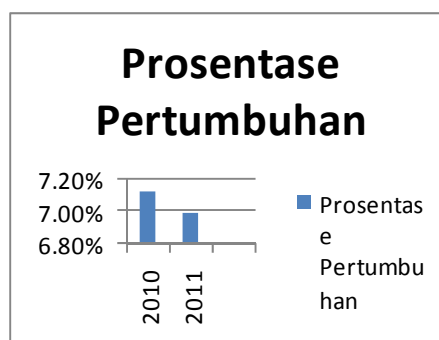 Prosentase
Pertumbuhan
7.20%
7.00%
6.80%
2010
2011
Prosentas
e
Pertumbu
han